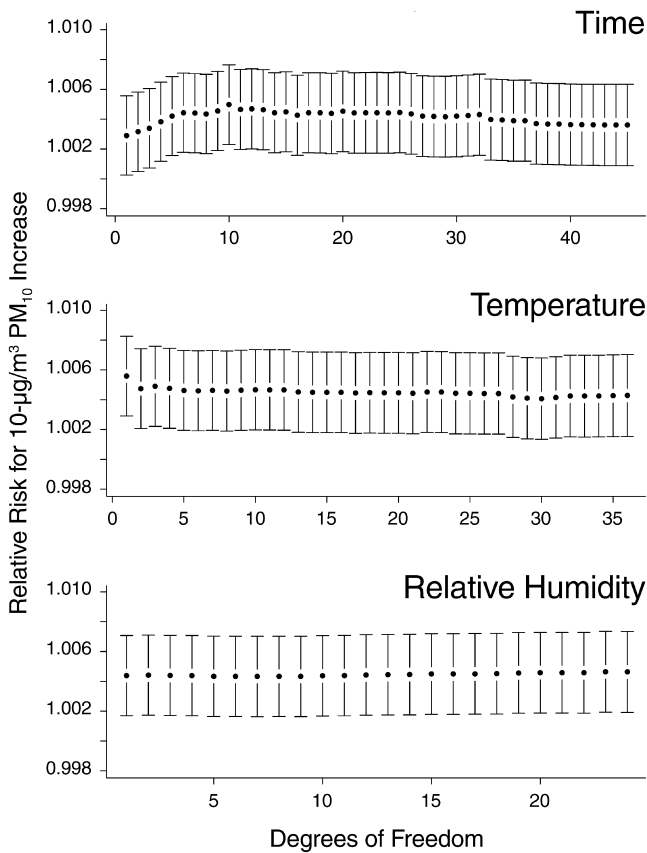 Time
1.010
1.006
1.002
0.998
0 10 20 30 40
Temperature
1.010
1.006
1.002
0.998
0 5 10 15 20 25 30 35
Relative Humidity
1.010
1.006
1.002
0.998
5 10 15 20
Relative Risk for 10-µg/m³ PM₁₀ Increase
Degrees of Freedom